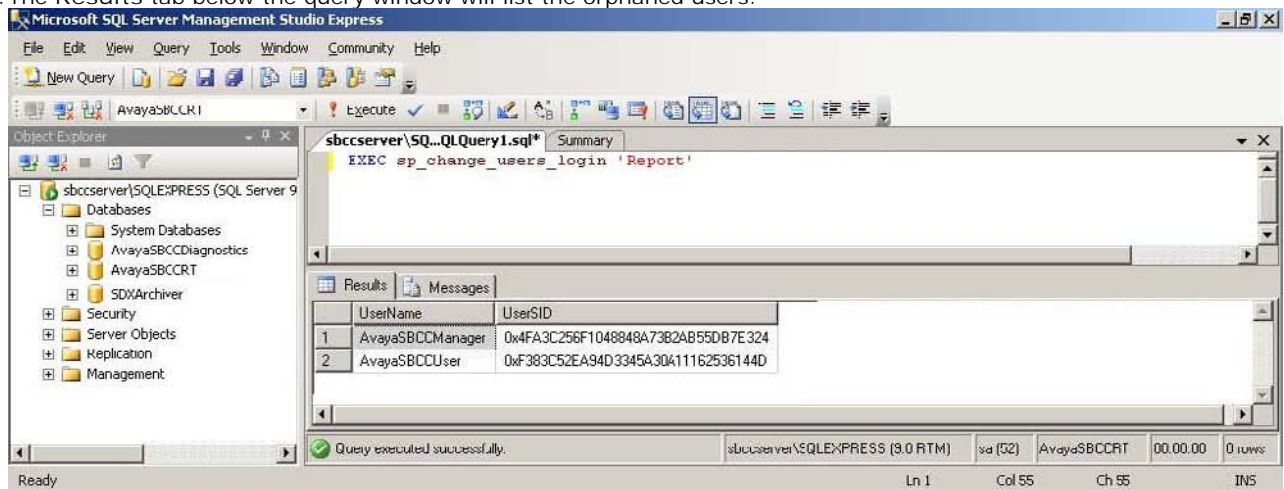 . The Results tab below the query window will list the orphaned users.
Microsoft SQL Server Management Studio Express
File Edit View Query Tools Window Community Help
New Query
AvayaSBCCRT
Execute
Object Explorer
sbccserver\SQLEXPRESS (SQL Server 9
Databases
System Databases
AvayaSBCCDiagnostics
AvayaSBCCRT
SDXArchiver
Security
Server Objects
Replication
Management
sbccserver\SQ...QLQuery1.sql* Summary
EXEC sp_change_users_login 'Report'
Results Messages
UserName UserSID
1 AvayaSBCCManager 0x4FA3C256F1048848A73B2AB55DB7E324
2 AvayaSBCCUser 0xF383C52EA94D3345A30A11162536144D
Query executed successfully. sbccserver\SQLEXPRESS (9.0 RTM) sa (52) AvayaSBCCRT 00:00:00 0 rows
Ready Ln 1 Col 55 Ch 55 INS